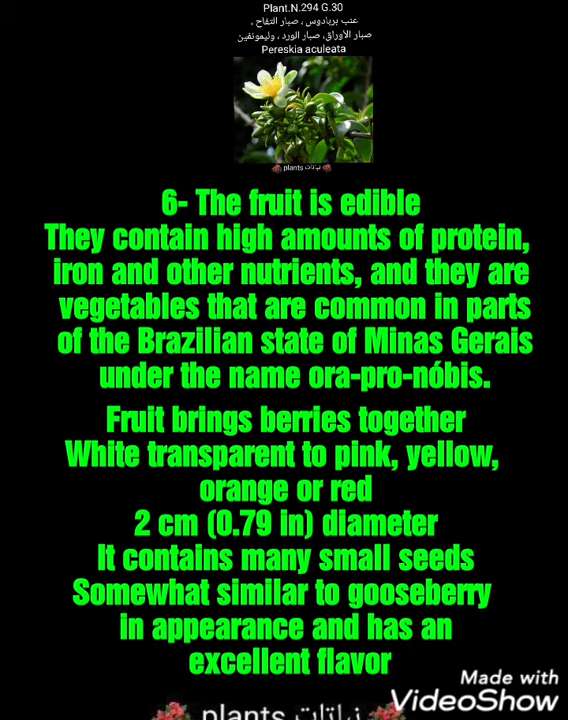 Plant.N.294 G.30
عنب بربادوس ، صبار التفاح ،
صبار الأوراق، صبار الورد ، وليمونفين
Pereskia aculeata
plants نباتات
6- The fruit is edible
They contain high amounts of protein,
iron and other nutrients, and they are
vegetables that are common in parts
of the Brazilian state of Minas Gerais
under the name ora-pro-nóbis.
Fruit brings berries together
White transparent to pink, yellow,
orange or red
2 cm (0.79 in) diameter
It contains many small seeds
Somewhat similar to gooseberry
in appearance and has an
excellent flavor
Made with
VideoShow
plants نباتات